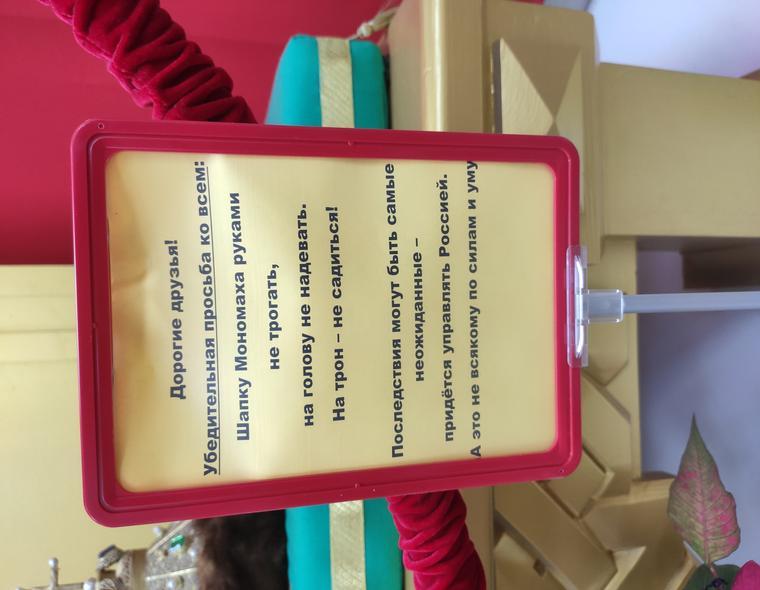 Дорогие друзья!
Убедительная просьба ко всем:
Шапку Мономаха руками
не трогать,
на голову не надевать.
На трон – не садиться!
Последствия могут быть самые
неожиданные –
придётся управлять Россией.
А это не всякому по силам и уму